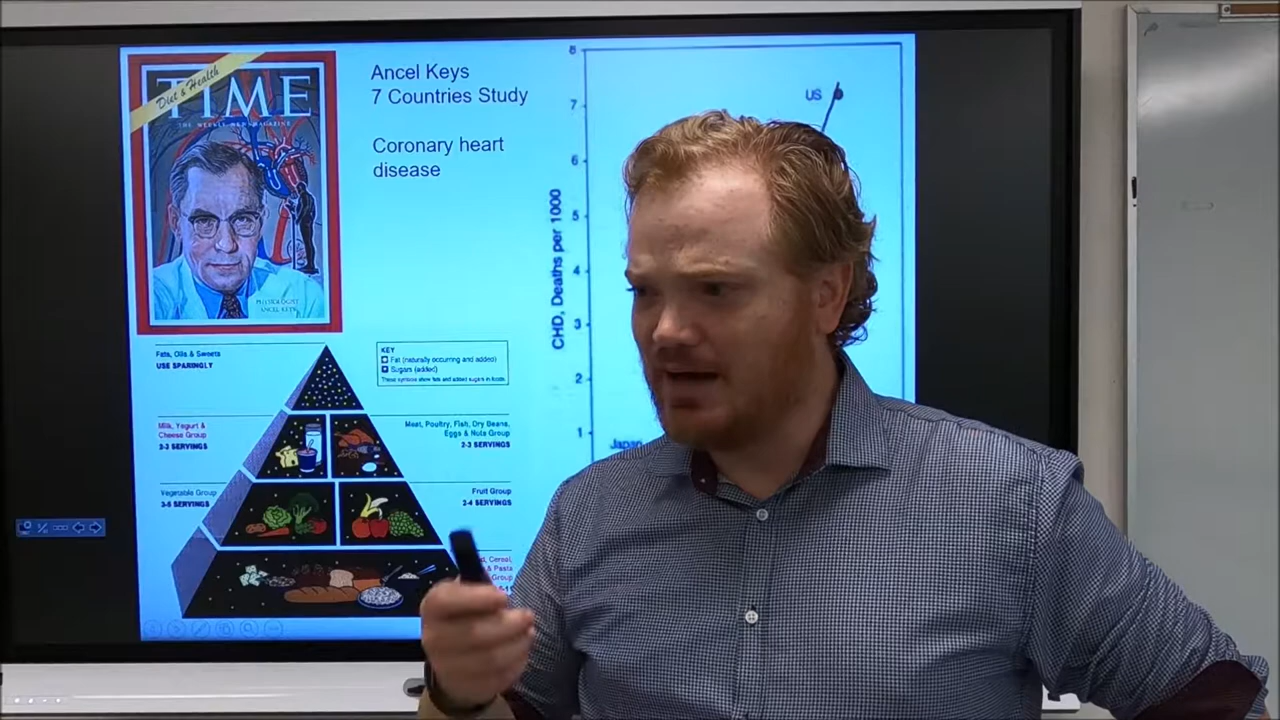 Diet & Health
TIME
THE WEEKLY NEWSMAGAZINE
PHYSIOLOGIST
ANCEL KEYS
Ancel Keys
7 Countries Study
Coronary heart
disease
8
7
6
5
4
3
2
1
CHD, Deaths per 1000
US
Japan
Fats, Oils & Sweets
USE SPARINGLY
KEY
Fat (naturally occurring and added)
Sugars (added)
These symbols show fats and added sugars in foods.
Milk, Yogurt &
Cheese Group
2-3 SERVINGS
Meat, Poultry, Fish, Dry Beans,
Eggs & Nuts Group
2-3 SERVINGS
Vegetable Group
3-5 SERVINGS
Fruit Group
2-4 SERVINGS
Cereal,
& Pasta
Group